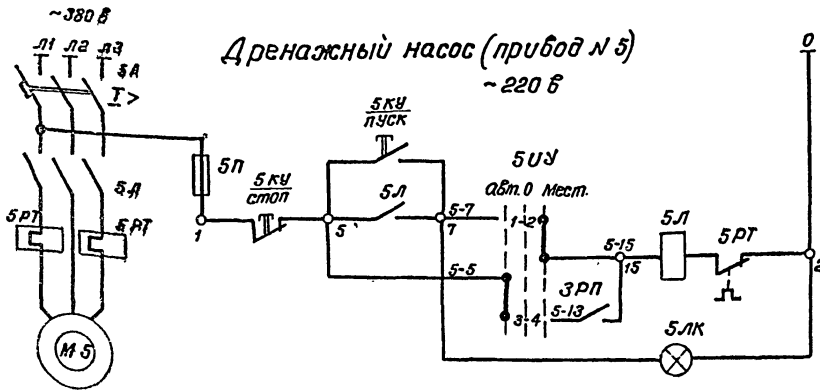 ~380 в
Л1 Л2 Л3
5А
I >
Дренажный насос (привод N 5)
~220 в
0
5КУ
пуск
5П
5КУ
стоп
5Л
5УУ
авт. 0 мест.
5-7
1-2
1
5
7
5Л
5РТ
5РТ
5-15
15
5Л
5РТ
2
5-5
3РП
3-4
5-13
5ЛК
М5